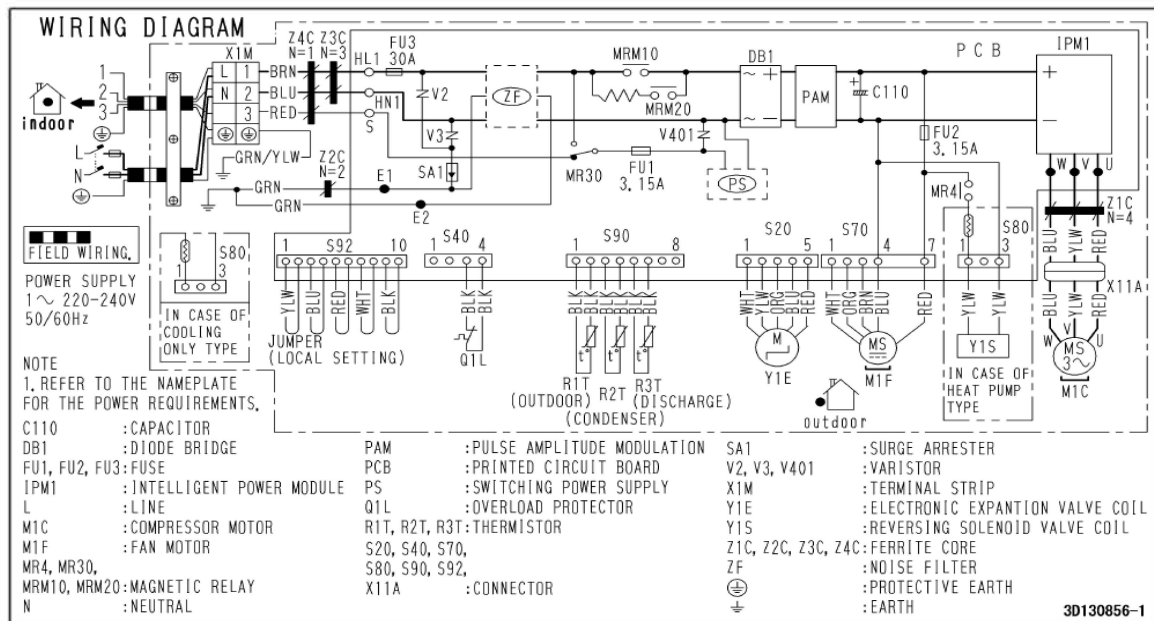 WIRING DIAGRAM
X1M
Z4C
N=1
Z3C
N=3
HL1
FU3
30A
MRM10
DB1
P C B
IPM1
1
2
3
indoor
L 1
N 2
3
BRN
BLU
RED
HN1
S
V2
ZF
MRM20
− +
~ ~
PAM
+
C110
+
−
V3
V401
FU2
3.15A
W V U
L
N
GRN/YLW
Z2C
N=2
GRN
GRN
E1
E2
SA1
MR30
FU1
3.15A
PS
MR4
Z1C
N=4
FIELD WIRING.
POWER SUPPLY
1~ 220-240V
50/60Hz
S80
1 3
IN CASE OF
COOLING
ONLY TYPE
1 S92 10
YLW BLU RED WHT BLK
JUMPER
(LOCAL SETTING)
S40
1 4
BLK BLK
Q1L
S90
1 8
BLK BLK BLK BLK BLK BLK
t° t° t°
R1T
(OUTDOOR)
R2T
(CONDENSER)
R3T
(DISCHARGE)
S20
1 5
WHT YLW ORG BLU RED
M
Y1E
S70
1 4 7
WHT ORG BRN BLU RED
MS
M1F
outdoor
S80
1 3
YLW YLW
Y1S
IN CASE OF
HEAT PUMP
TYPE
BLU YLW RED
X11A
BLU YLW RED
W V U
MS
3~
M1C
NOTE
1. REFER TO THE NAMEPLATE
FOR THE POWER REQUIREMENTS.
C110 :CAPACITOR
DB1 :DIODE BRIDGE
FU1, FU2, FU3:FUSE
IPM1 :INTELLIGENT POWER MODULE
L :LINE
M1C :COMPRESSOR MOTOR
M1F :FAN MOTOR
MR4, MR30,
MRM10, MRM20:MAGNETIC RELAY
N :NEUTRAL
PAM :PULSE AMPLITUDE MODULATION
PCB :PRINTED CIRCUIT BOARD
PS :SWITCHING POWER SUPPLY
Q1L :OVERLOAD PROTECTOR
R1T, R2T, R3T:THERMISTOR
S20, S40, S70,
S80, S90, S92,
X11A :CONNECTOR
SA1 :SURGE ARRESTER
V2, V3, V401 :VARISTOR
X1M :TERMINAL STRIP
Y1E :ELECTRONIC EXPANTION VALVE COIL
Y1S :REVERSING SOLENOID VALVE COIL
Z1C, Z2C, Z3C, Z4C:FERRITE CORE
ZF :NOISE FILTER
:PROTECTIVE EARTH
:EARTH
3D130856-1